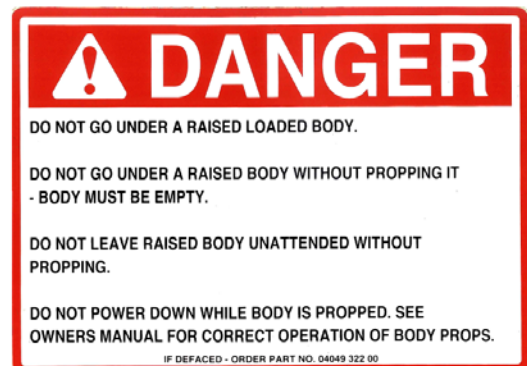 DANGER
DO NOT GO UNDER A RAISED LOADED BODY.
DO NOT GO UNDER A RAISED BODY WITHOUT PROPPING IT
- BODY MUST BE EMPTY.
DO NOT LEAVE RAISED BODY UNATTENDED WITHOUT
PROPPING.
DO NOT POWER DOWN WHILE BODY IS PROPPED. SEE
OWNERS MANUAL FOR CORRECT OPERATION OF BODY PROPS.
IF DEFACED - ORDER PART NO. 04049 322 00